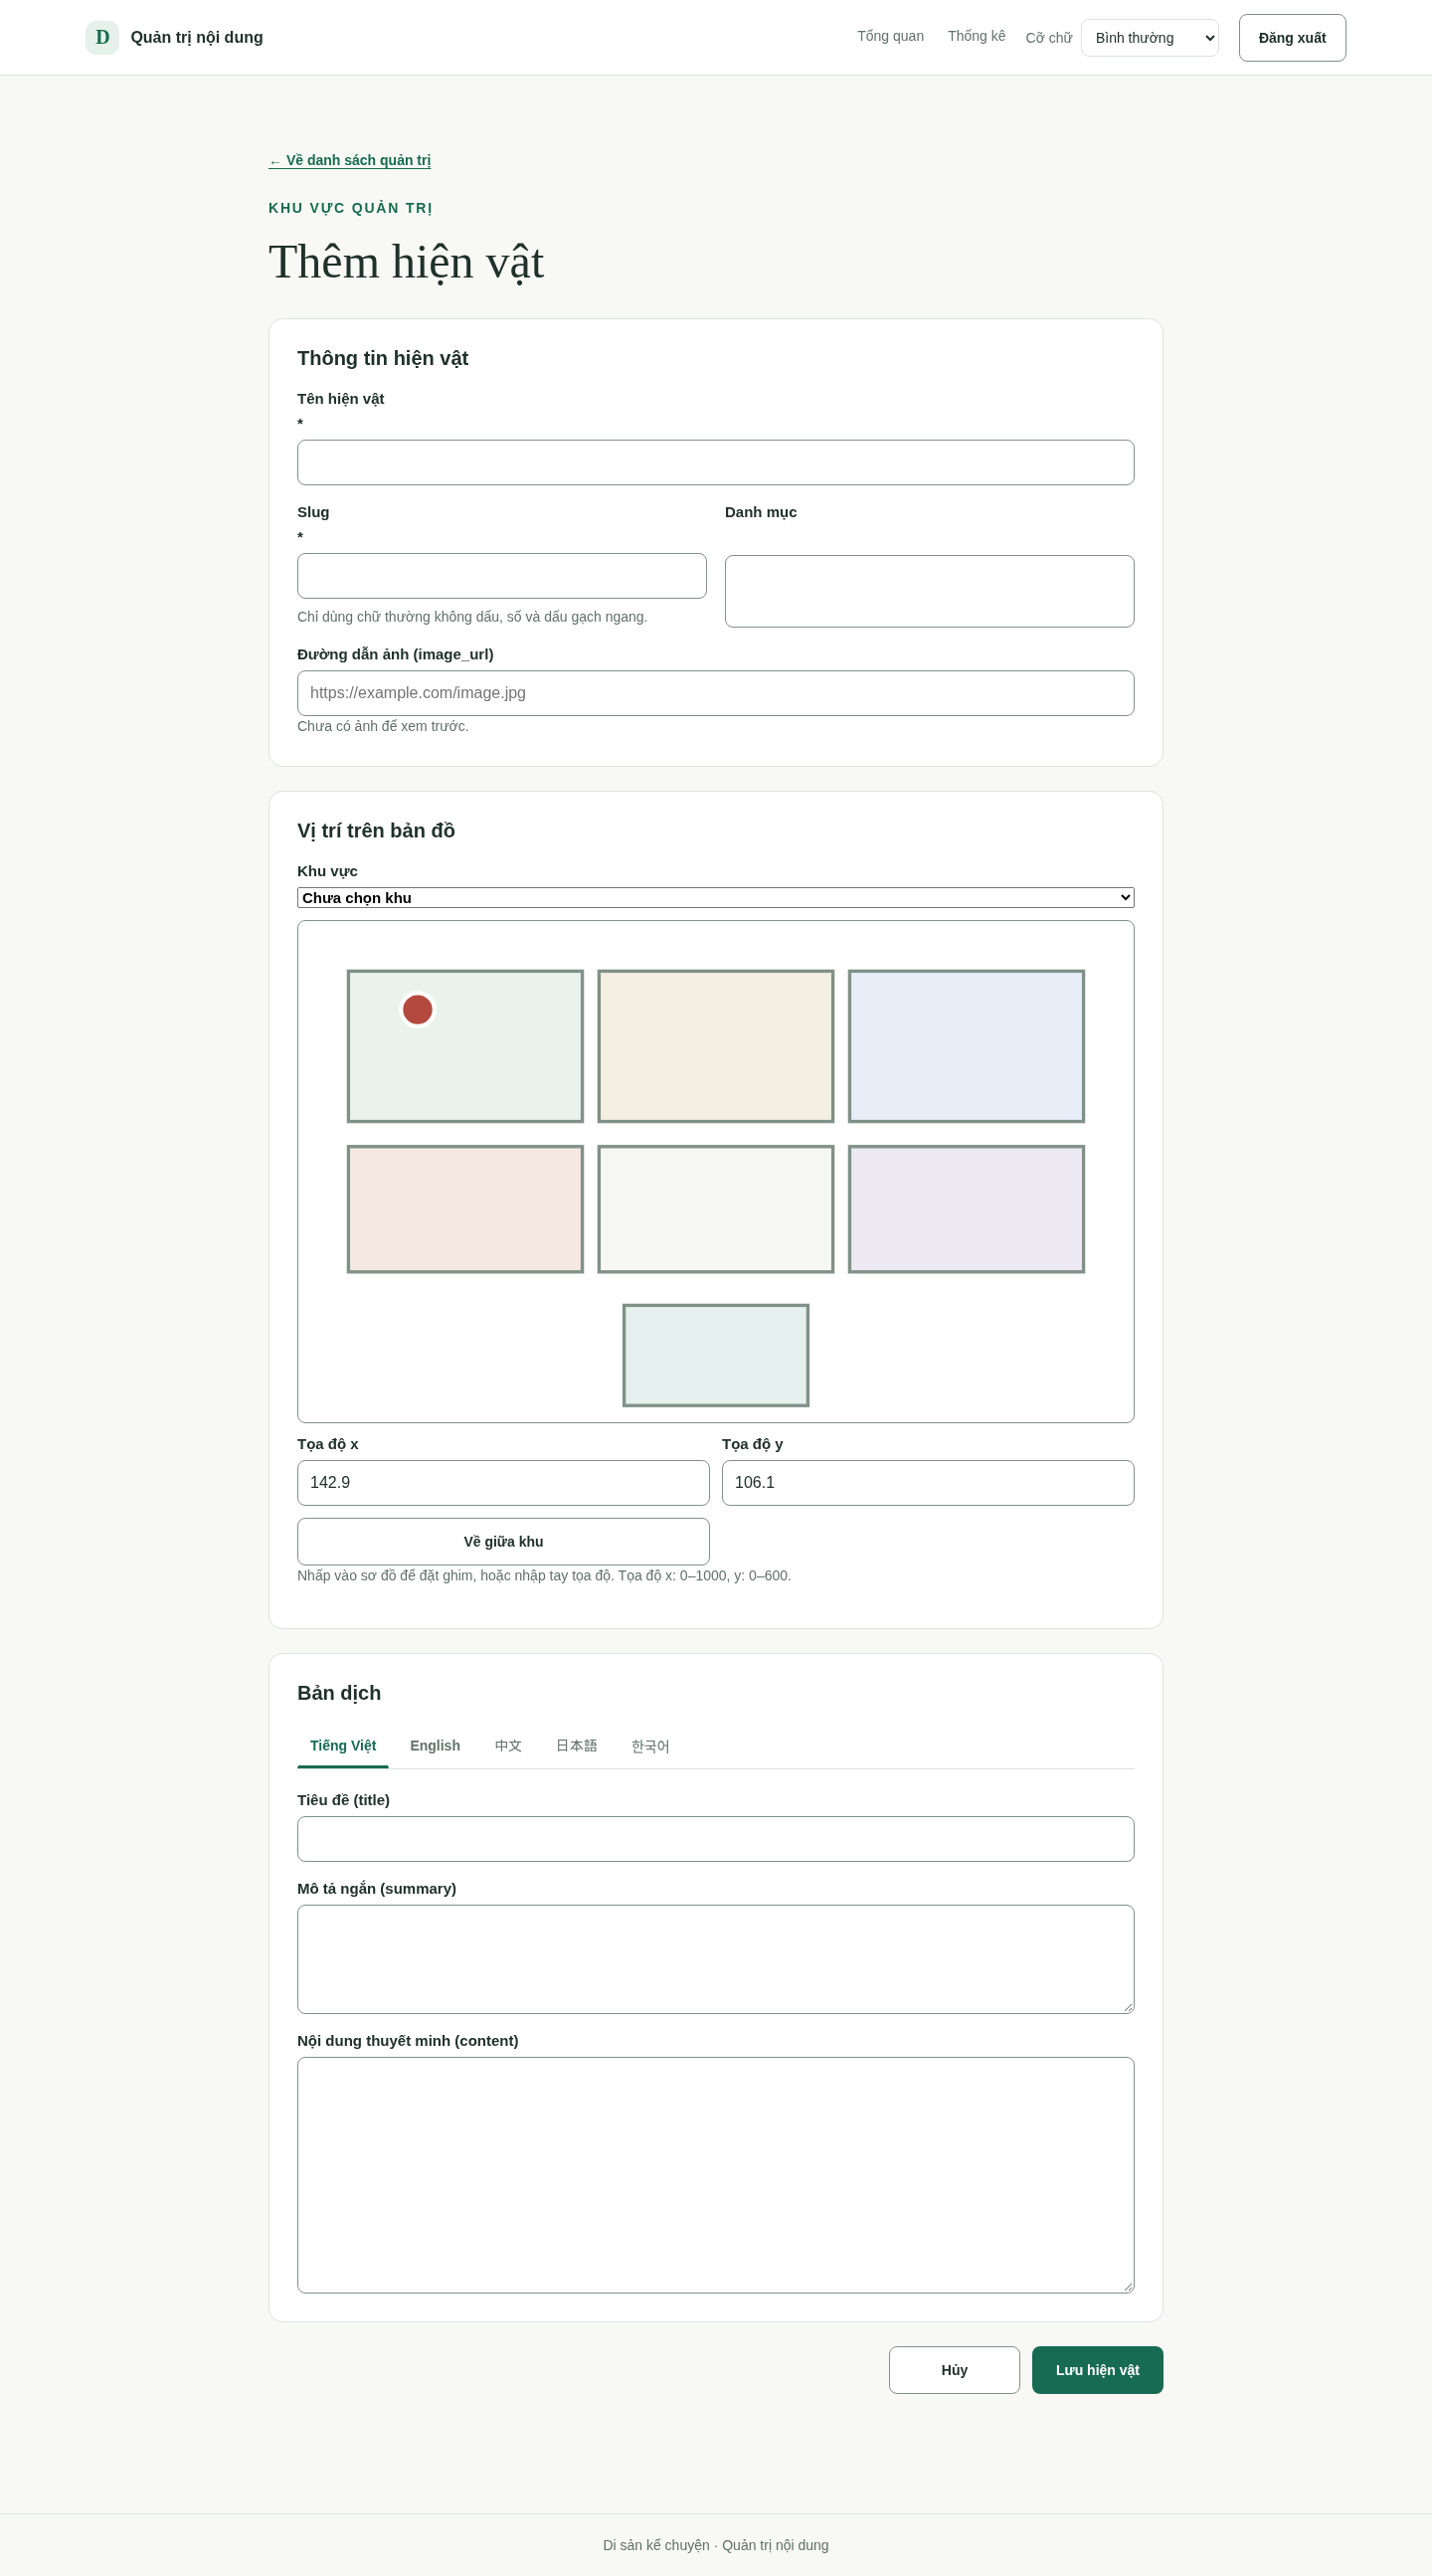 D Quản trị nội dung
Tổng quan Thống kê Cỡ chữ Bình thường Đăng xuất
← Về danh sách quản trị
KHU VỰC QUẢN TRỊ
Thêm hiện vật
Thông tin hiện vật
Tên hiện vật
*
Slug
*
Danh mục
Chỉ dùng chữ thường không dấu, số và dấu gạch ngang.
Đường dẫn ảnh (image_url)
https://example.com/image.jpg
Chưa có ảnh để xem trước.
Vị trí trên bản đồ
Khu vực
Chưa chọn khu
Tọa độ x
142.9
Tọa độ y
106.1
Về giữa khu
Nhấp vào sơ đồ để đặt ghim, hoặc nhập tay tọa độ. Tọa độ x: 0–1000, y: 0–600.
Bản dịch
Tiếng Việt English 中文 日本語 한국어
Tiêu đề (title)
Mô tả ngắn (summary)
Nội dung thuyết minh (content)
Hủy Lưu hiện vật
Di sản kể chuyện · Quản trị nội dung